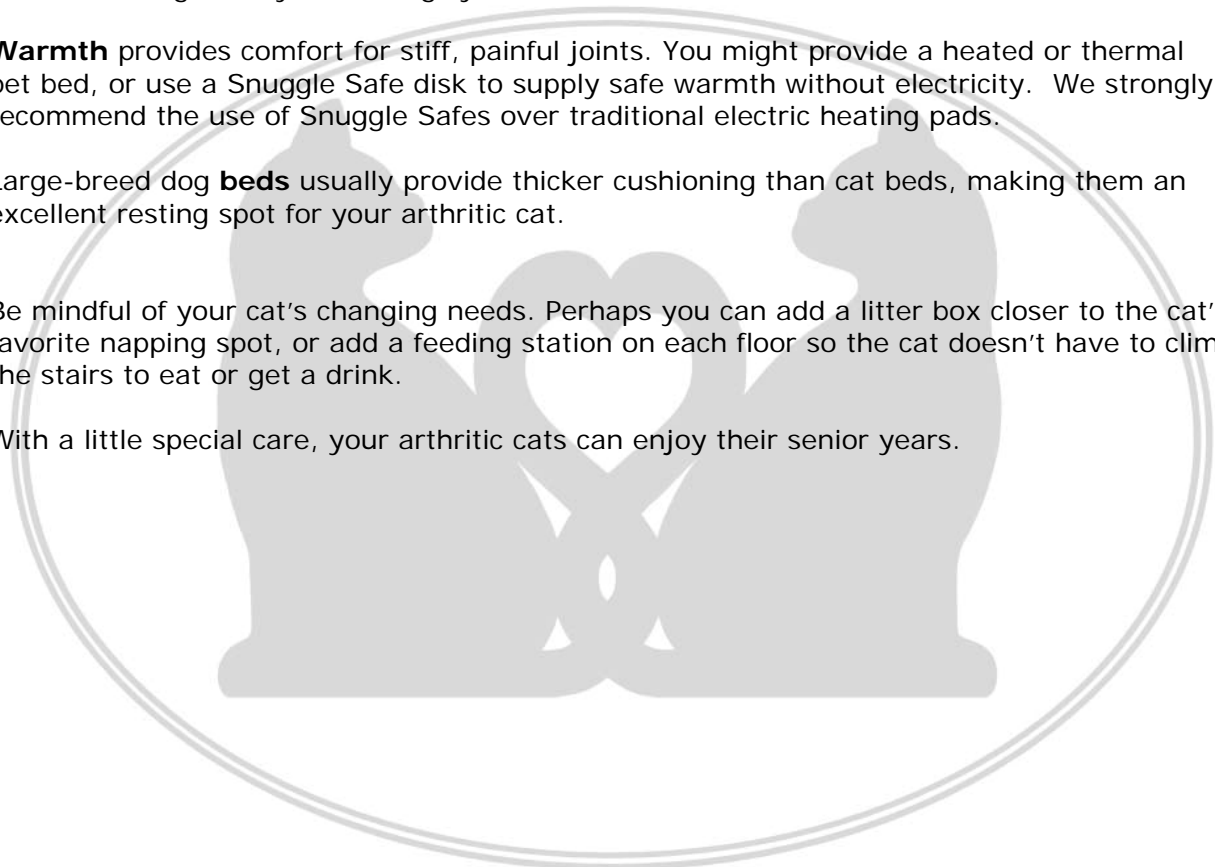 Warmth provides comfort for stiff, painful joints. You might provide a heated or thermal
pet bed, or use a Snuggle Safe disk to supply safe warmth without electricity.  We strongly
recommend the use of Snuggle Safes over traditional electric heating pads.
Large-breed dog beds usually provide thicker cushioning than cat beds, making them an
excellent resting spot for your arthritic cat.
Be mindful of your cat's changing needs. Perhaps you can add a litter box closer to the cat'
favorite napping spot, or add a feeding station on each floor so the cat doesn't have to clim
the stairs to eat or get a drink.
With a little special care, your arthritic cats can enjoy their senior years.